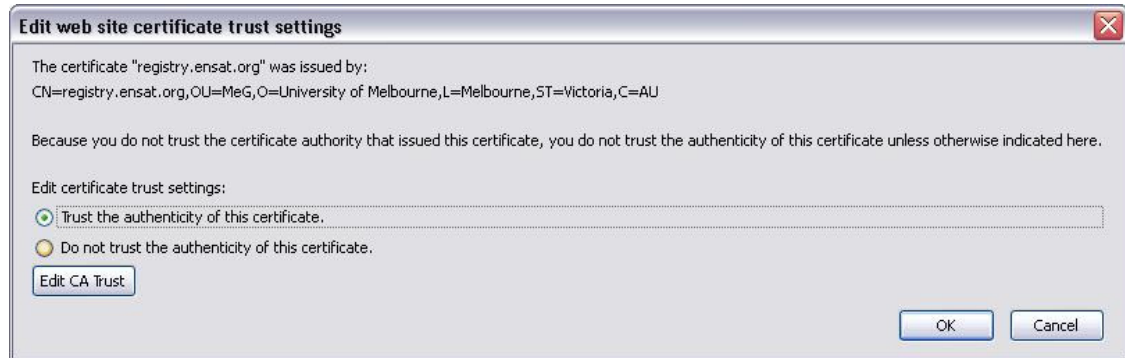 Edit web site certificate trust settings
The certificate "registry.ensat.org" was issued by:
CN=registry.ensat.org,OU=MeG,O=University of Melbourne,L=Melbourne,ST=Victoria,C=AU
Because you do not trust the certificate authority that issued this certificate, you do not trust the authenticity of this certificate unless otherwise indicated here.
Edit certificate trust settings:
Trust the authenticity of this certificate.
Do not trust the authenticity of this certificate.
Edit CA Trust
OK Cancel